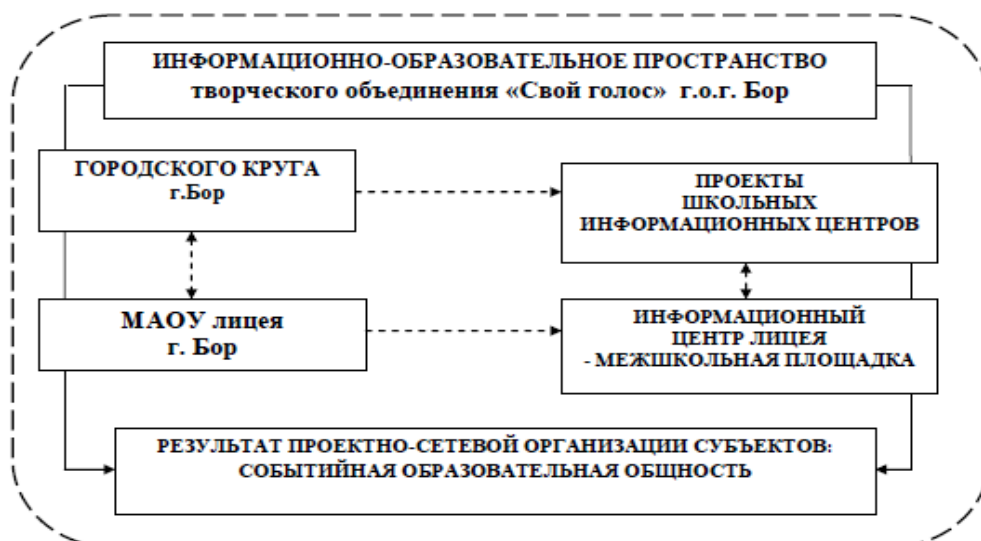 ИНФОРМАЦИОННО-ОБРАЗОВАТЕЛЬНОЕ ПРОСТРАНСТВО
творческого объединения «Свой голос» г.о.г. Бор
ГОРОДСКОГО КРУГА
г.Бор
ПРОЕКТЫ
ШКОЛЬНЫХ
ИНФОРМАЦИОННЫХ ЦЕНТРОВ
МАОУ лицея
г. Бор
ИНФОРМАЦИОННЫЙ
ЦЕНТР ЛИЦЕЯ
- МЕЖШКОЛЬНАЯ ПЛОЩАДКА
РЕЗУЛЬТАТ ПРОЕКТНО-СЕТЕВОЙ ОРГАНИЗАЦИИ СУБЪЕКТОВ:
СОБЫТИЙНАЯ ОБРАЗОВАТЕЛЬНАЯ ОБЩНОСТЬ